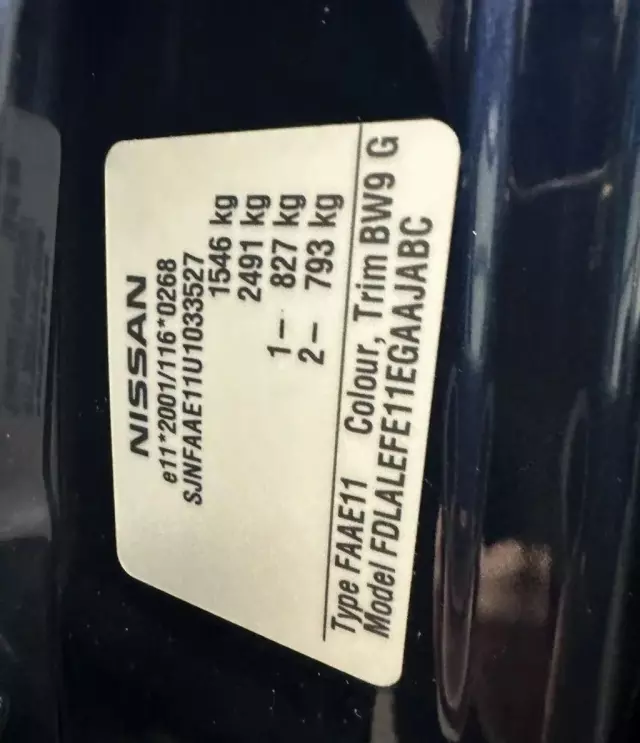 NISSAN
e11*2001/116*0268
SJNFAAE11U1033527
1546 kg
2491 kg
1– 827 kg
2– 793 kg
Type FAAE11 Colour, Trim BW9 G
Model FDLALEFE11EGAAJABC